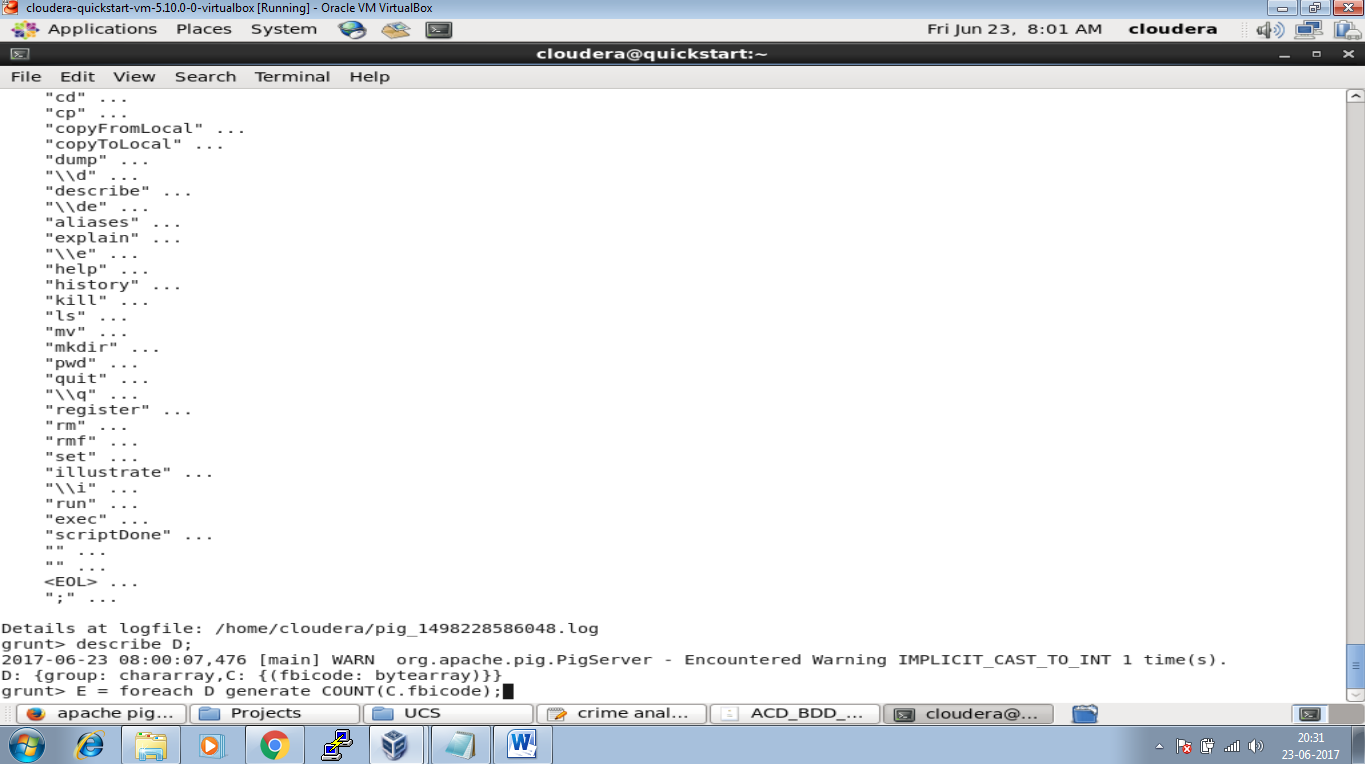 cloudera-quickstart-vm-5.10.0-0-virtualbox [Running] - Oracle VM VirtualBox
Applications Places System Fri Jun 23, 8:01 AM cloudera
cloudera@quickstart:~
File Edit View Search Terminal Help
"cd" ...
"cp" ...
"copyFromLocal" ...
"copyToLocal" ...
"dump" ...
"\\d" ...
"describe" ...
"\\de" ...
"aliases" ...
"explain" ...
"\\e" ...
"help" ...
"history" ...
"kill" ...
"ls" ...
"mv" ...
"mkdir" ...
"pwd" ...
"quit" ...
"\\q" ...
"register" ...
"rm" ...
"rmf" ...
"set" ...
"illustrate" ...
"\\i" ...
"run" ...
"exec" ...
"scriptDone" ...
"" ...
"" ...
<EOL> ...
";" ...
Details at logfile: /home/cloudera/pig_1498228586048.log
grunt> describe D;
2017-06-23 08:00:07,476 [main] WARN  org.apache.pig.PigServer - Encountered Warning IMPLICIT_CAST_TO_INT 1 time(s).
D: {group: chararray,C: {(fbicode: bytearray)}}
grunt> E = foreach D generate COUNT(C.fbicode);
apache pig... Projects UCS crime anal... ACD_BDD_... cloudera@...
20:31
23-06-2017